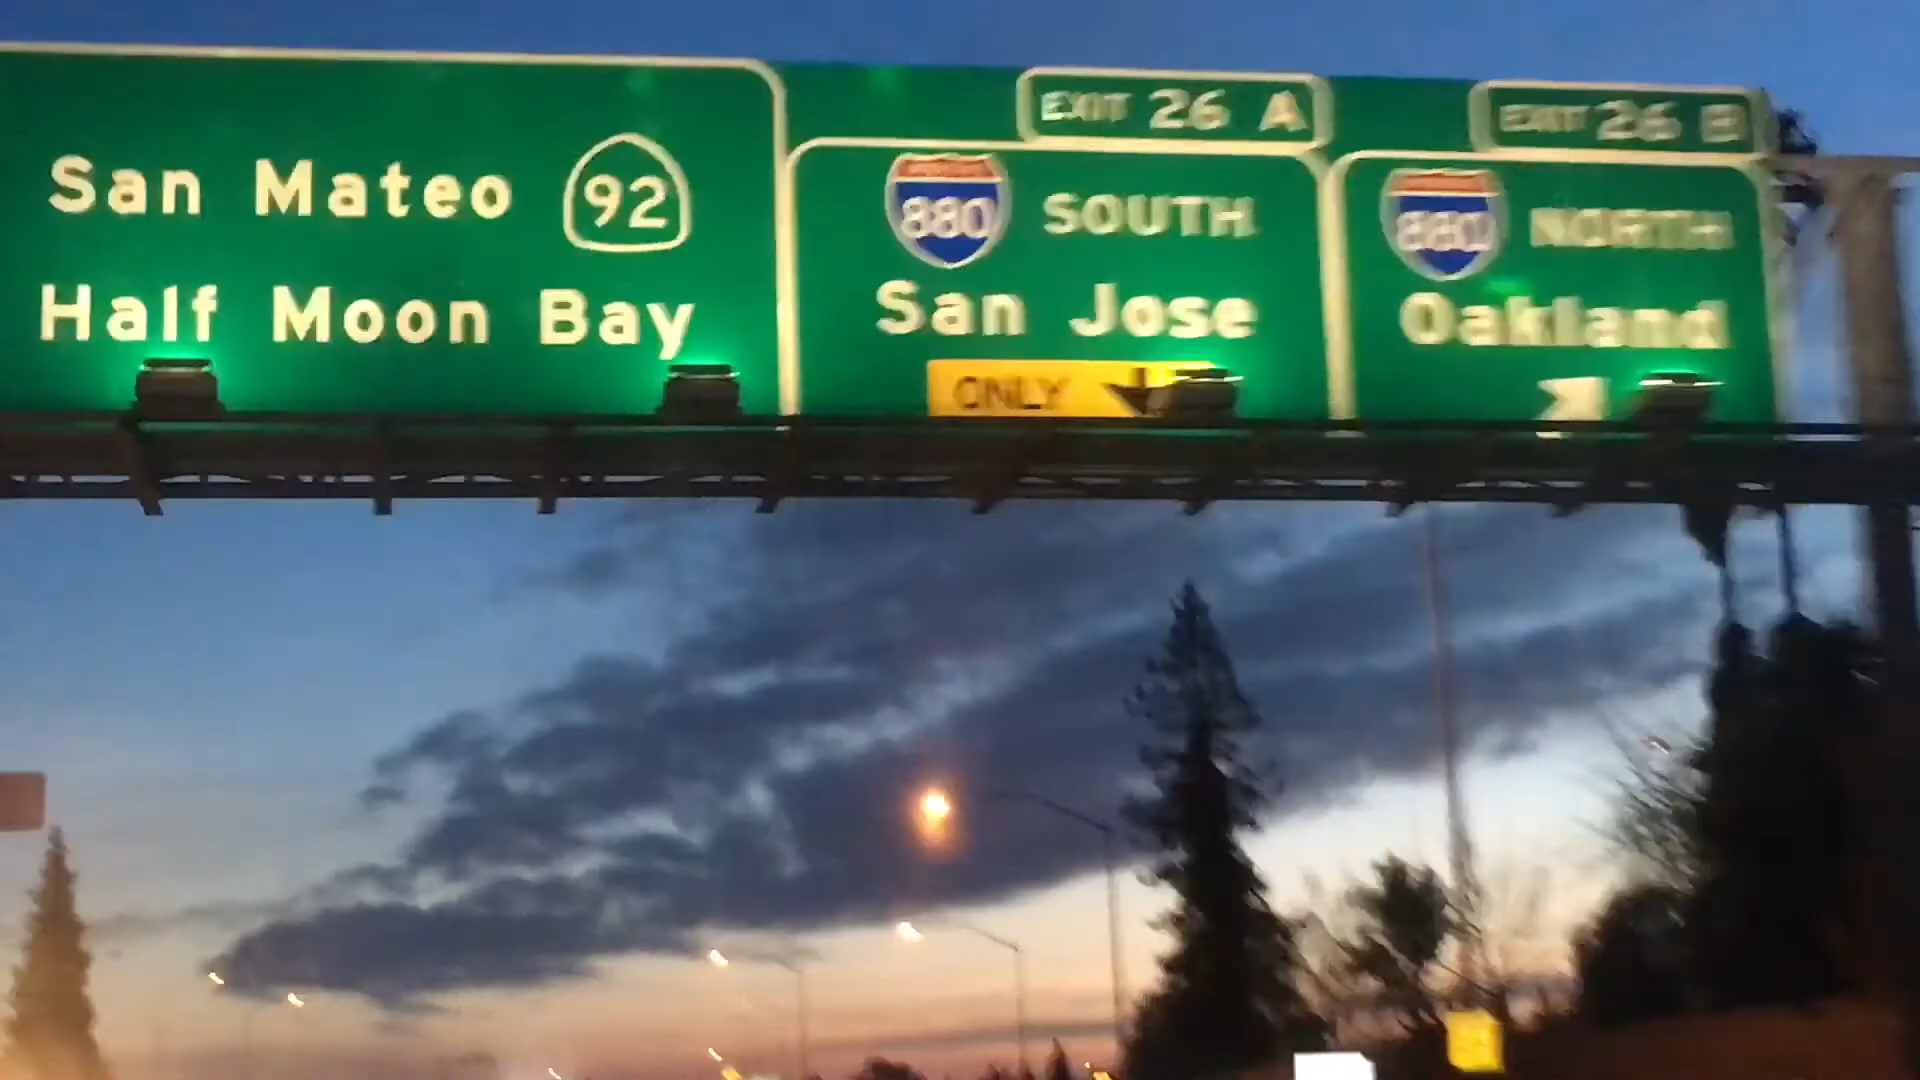 San Mateo 92
Half Moon Bay
EXIT 26 A
880 SOUTH
San Jose
ONLY
EXIT 26 B
880 NORTH
Oakland